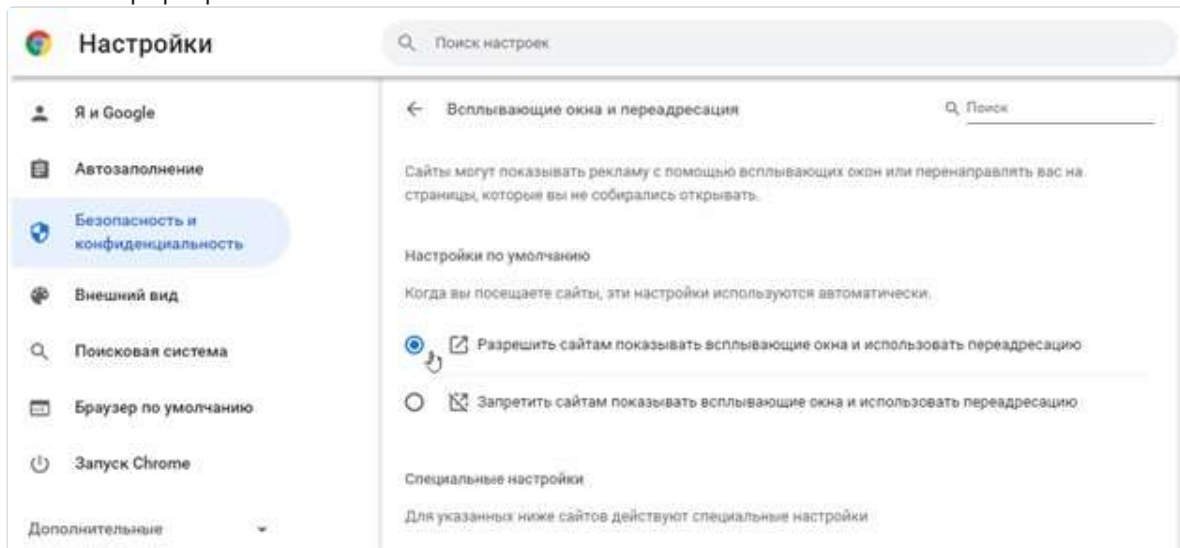 Настройки
Поиск настроек
Я и Google
Автозаполнение
Безопасность и
конфиденциальность
Внешний вид
Поисковая система
Браузер по умолчанию
Запуск Chrome
Дополнительные
Всплывающие окна и переадресация
Поиск
Сайты могут показывать рекламу с помощью всплывающих окон или перенаправлять вас на
страницы, которые вы не собирались открывать.
Настройки по умолчанию
Когда вы посещаете сайты, эти настройки используются автоматически.
Разрешить сайтам показывать всплывающие окна и использовать переадресацию
Запретить сайтам показывать всплывающие окна и использовать переадресацию
Специальные настройки
Для указанных ниже сайтов действуют специальные настройки